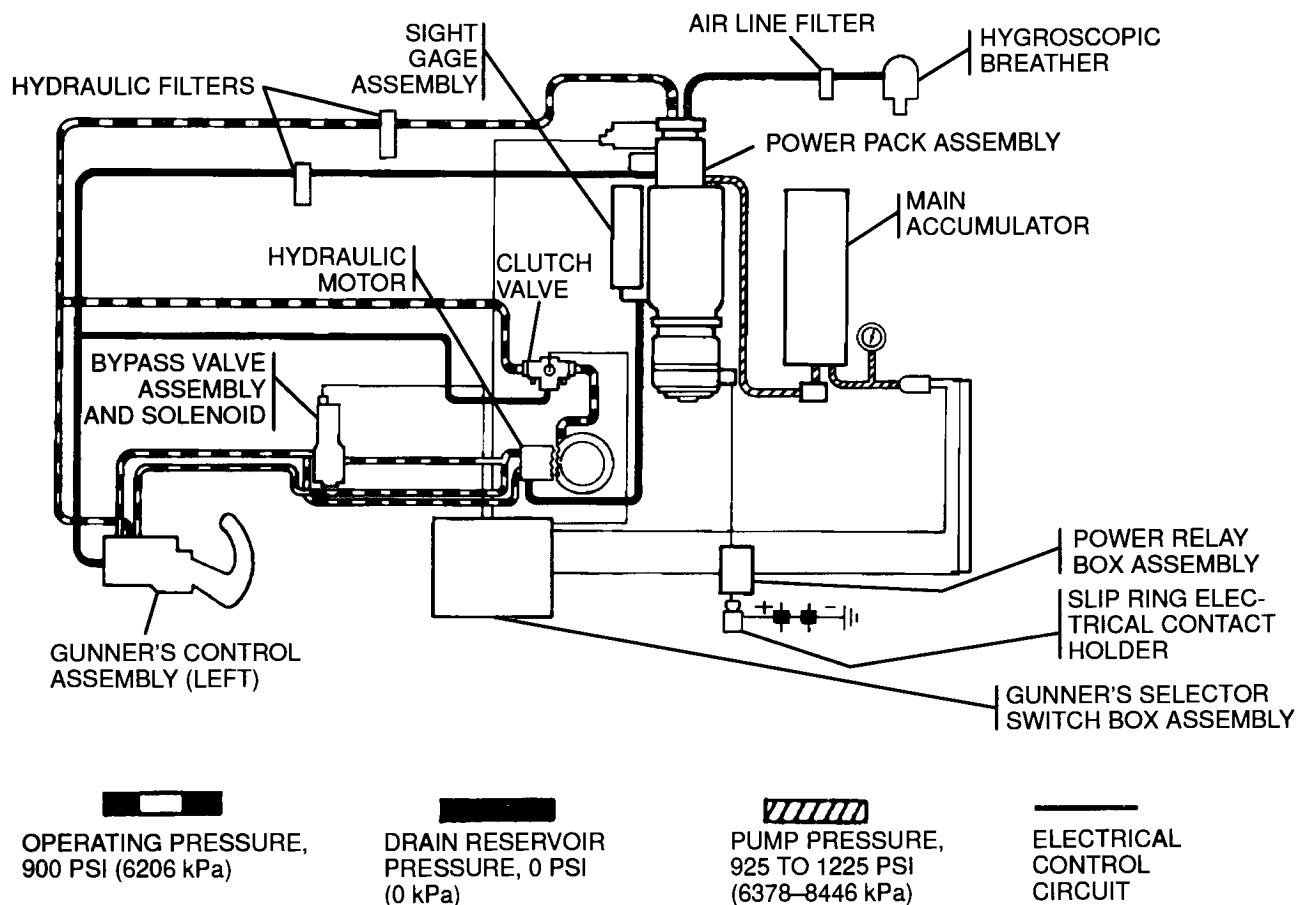 SIGHT
GAGE
ASSEMBLY
AIR LINE FILTER
HYGROSCOPIC
BREATHER
HYDRAULIC FILTERS
POWER PACK ASSEMBLY
MAIN
ACCUMULATOR
HYDRAULIC
MOTOR
CLUTCH
VALVE
BYPASS VALVE
ASSEMBLY
AND SOLENOID
POWER RELAY
BOX ASSEMBLY
+ -
SLIP RING ELEC-
TRICAL CONTACT
HOLDER
GUNNER'S CONTROL
ASSEMBLY (LEFT)
GUNNER'S SELECTOR
SWITCH BOX ASSEMBLY
OPERATING PRESSURE,
900 PSI (6206 kPa)
DRAIN RESERVOIR
PRESSURE, 0 PSI
(0 kPa)
PUMP PRESSURE,
925 TO 1225 PSI
(6378–8446 kPa)
ELECTRICAL
CONTROL
CIRCUIT